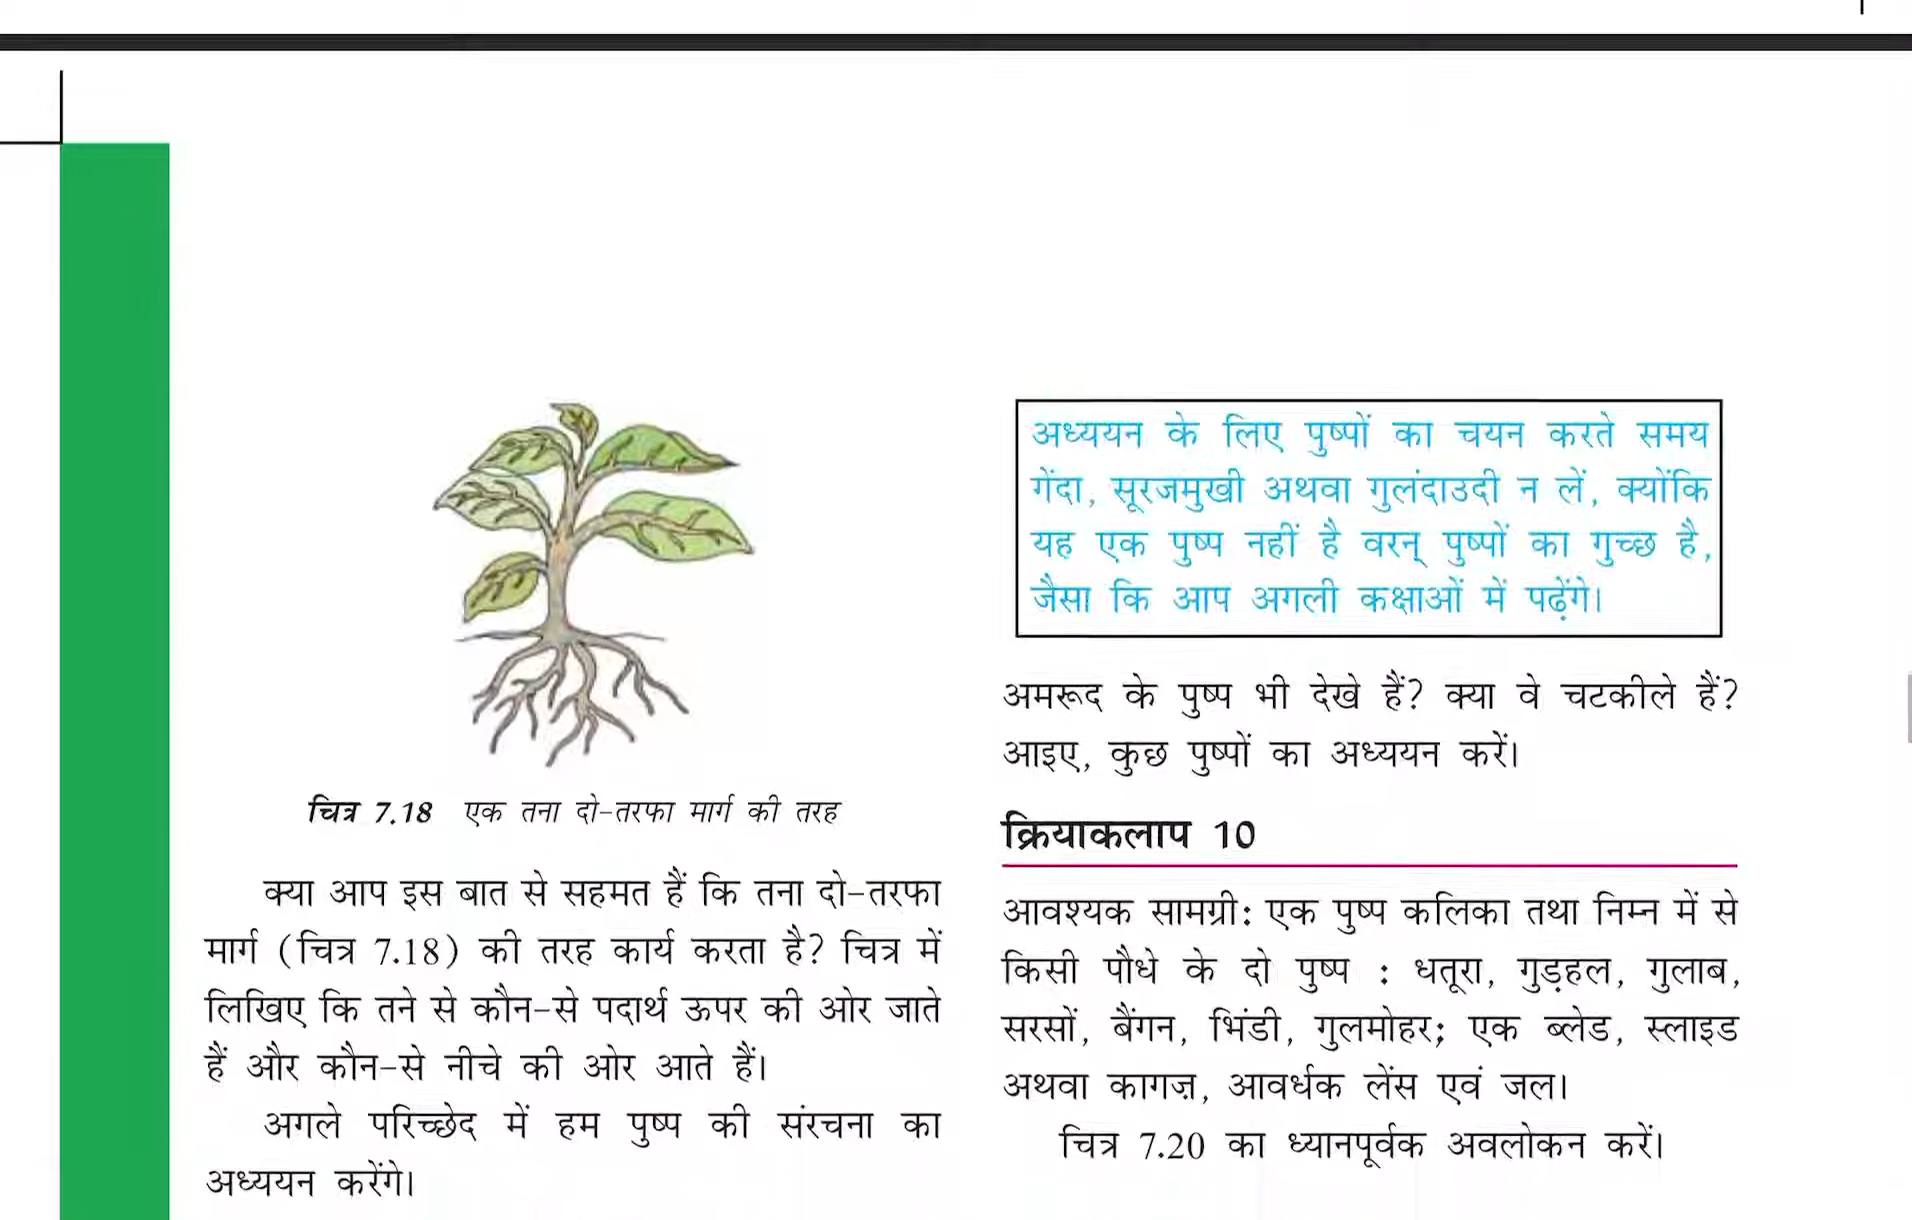 चित्र 7.18 एक तना दो-तरफा मार्ग की तरह
क्या आप इस बात से सहमत हैं कि तना दो-तरफा
मार्ग (चित्र 7.18) की तरह कार्य करता है? चित्र में
लिखिए कि तने से कौन-से पदार्थ ऊपर की ओर जाते
हैं और कौन-से नीचे की ओर आते हैं।
अगले परिच्छेद में हम पुष्प की संरचना का
अध्ययन करेंगे।
अध्ययन के लिए पुष्पों का चयन करते समय
गेंदा, सूरजमुखी अथवा गुलंदाउदी न लें, क्योंकि
यह एक पुष्प नहीं है वरन् पुष्पों का गुच्छ है,
जैसा कि आप अगली कक्षाओं में पढ़ेंगे।
अमरूद के पुष्प भी देखे हैं? क्या वे चटकीले हैं?
आइए, कुछ पुष्पों का अध्ययन करें।
क्रियाकलाप 10
आवश्यक सामग्री: एक पुष्प कलिका तथा निम्न में से
किसी पौधे के दो पुष्प : धतूरा, गुड़हल, गुलाब,
सरसों, बैंगन, भिंडी, गुलमोहर; एक ब्लेड, स्लाइड
अथवा कागज़, आवर्धक लेंस एवं जल।
चित्र 7.20 का ध्यानपूर्वक अवलोकन करें।